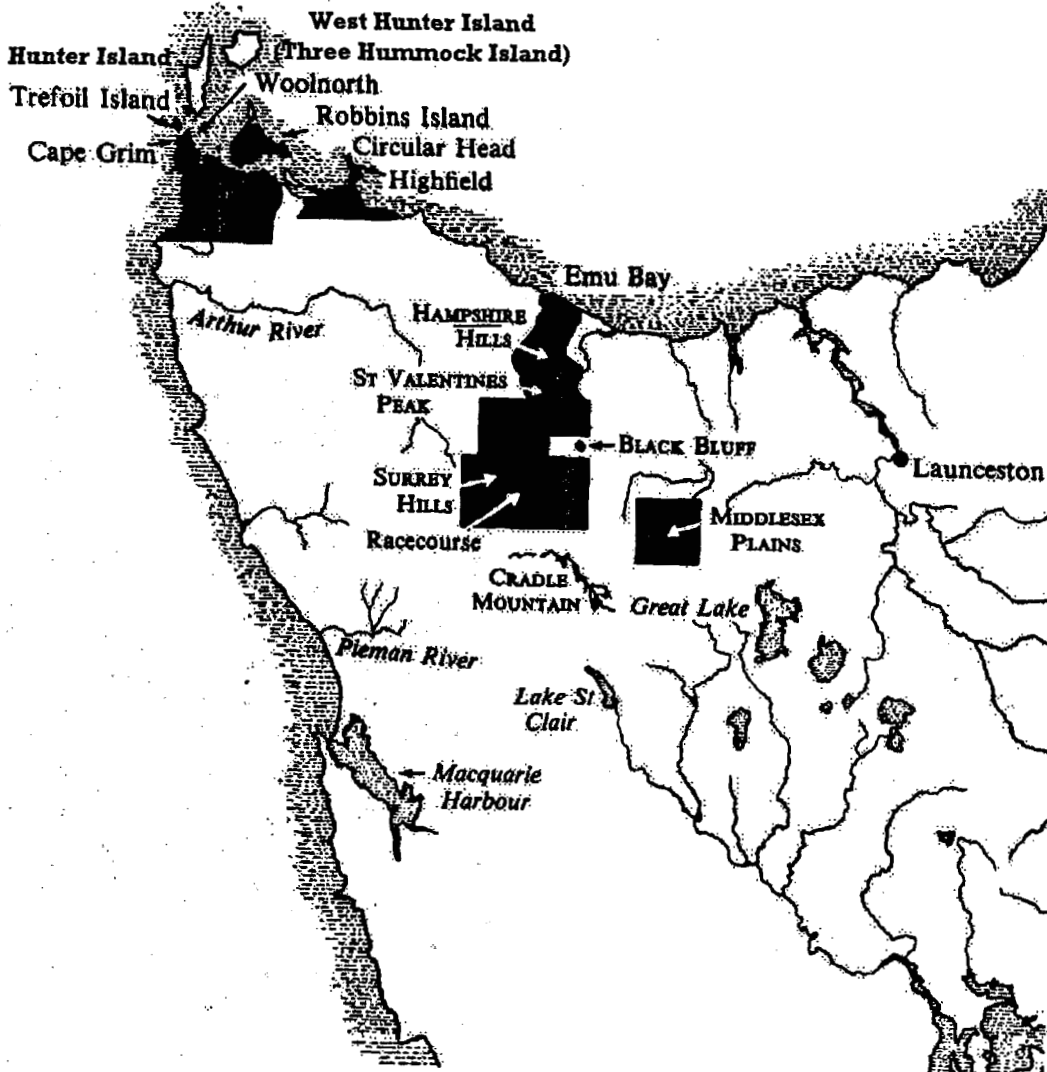 West Hunter Island
(Three Hummock Island)
Hunter Island
Woolnorth
Trefoil Island
Robbins Island
Cape Grim
Circular Head
Highfield
Emu Bay
HAMPSHIRE
HILLS
Arthur River
ST VALENTINES
PEAK
BLACK BLUFF
Launceston
SURREY
HILLS
Racecourse
MIDDLESEX
PLAINS
CRADLE
MOUNTAIN
Great Lake
Pieman River
Lake St
Clair
Macquarie
Harbour